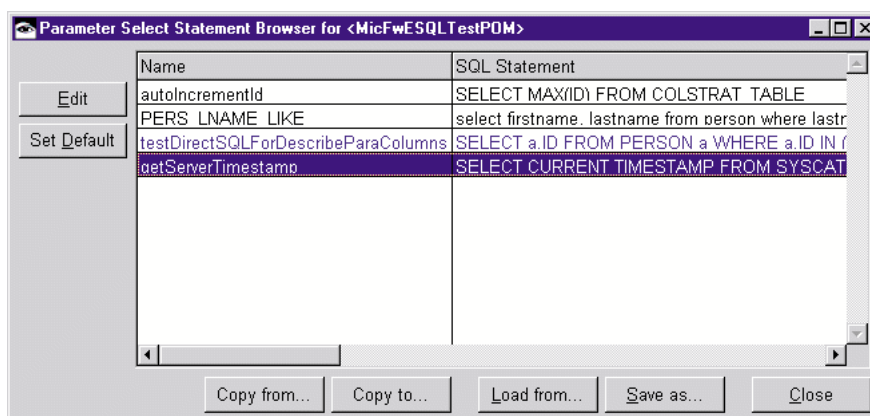 Parameter Select Statement Browser for <MicFwESQLTestPOM>
Name SQL Statement
Edit
autoIncrementId SELECT MAX(ID) FROM COLSTRAT_TABLE
PERS_LNAME_LIKE select firstname, lastname from person where lastn
Set Default
testDirectSQLForDescribeParaColumns SELECT a.ID FROM PERSON a WHERE a.ID IN (
getServerTimestamp SELECT CURRENT TIMESTAMP FROM SYSCAT
Copy from... Copy to... Load from... Save as... Close